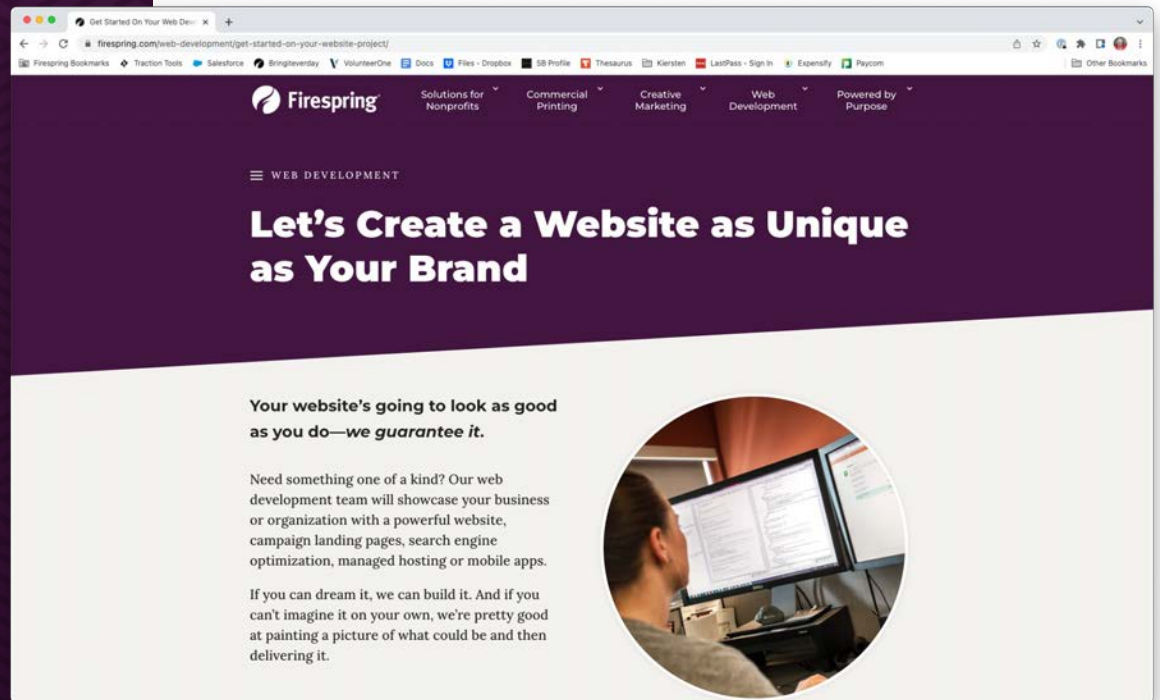 Get Started On Your Web Dev
firespring.com/web-development/get-started-on-your-website-project/
Firespring Bookmarks Traction Tools Salesforce Bringiteverday VolunteerOne Docs Files - Dropbox SB Profile Thesaurus Kiersten LastPass - Sign In Expensify Paycom Other Bookmarks
Firespring
Solutions for Nonprofits
Commercial Printing
Creative Marketing
Web Development
Powered by Purpose
WEB DEVELOPMENT
Let's Create a Website as Unique
as Your Brand
Your website's going to look as good
as you do—we guarantee it.
Need something one of a kind? Our web
development team will showcase your business
or organization with a powerful website,
campaign landing pages, search engine
optimization, managed hosting or mobile apps.
If you can dream it, we can build it. And if you
can't imagine it on your own, we're pretty good
at painting a picture of what could be and then
delivering it.